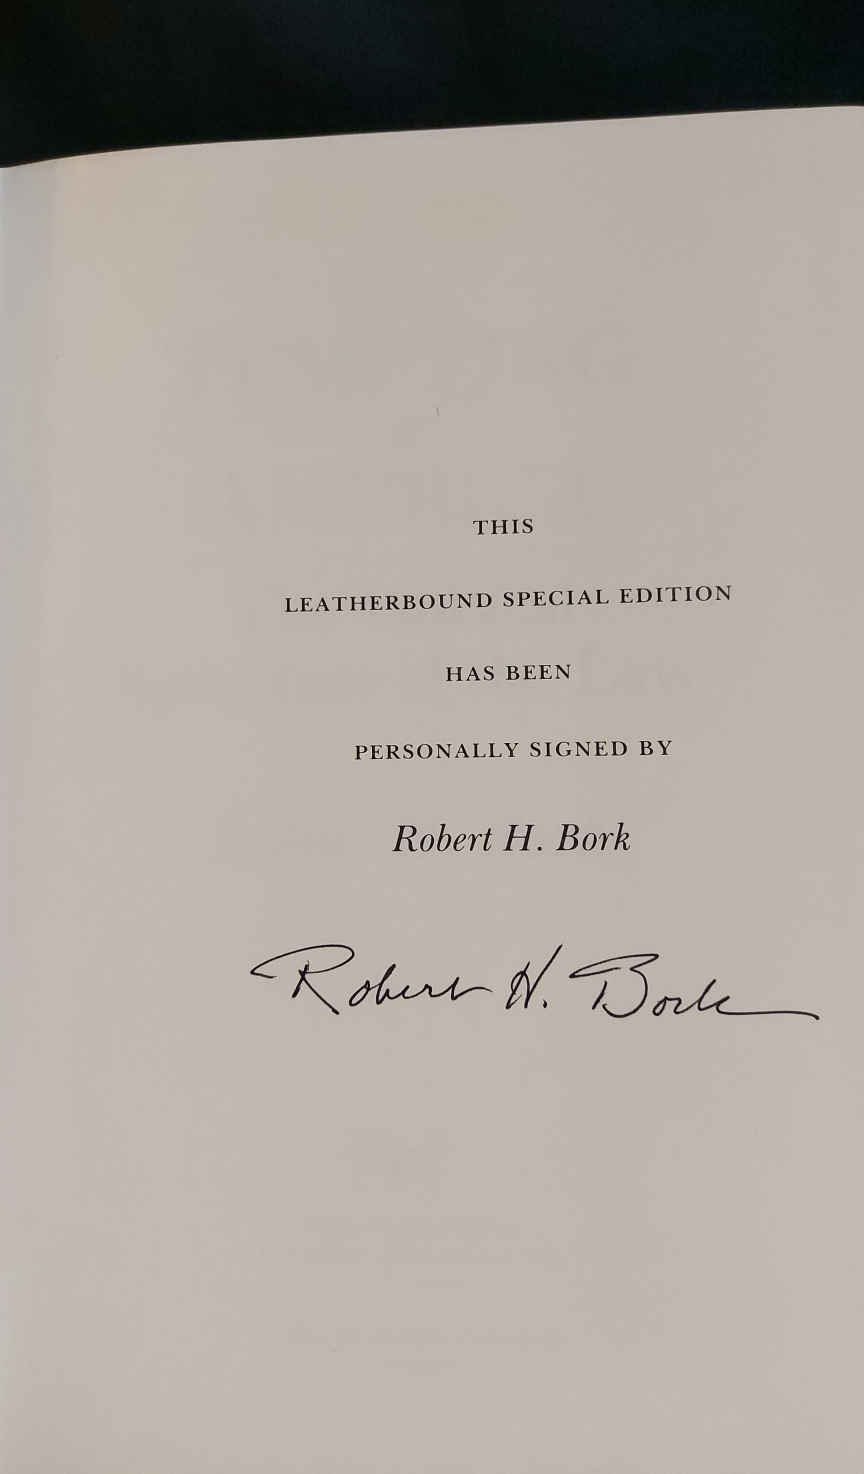 THIS
LEATHERBOUND SPECIAL EDITION
HAS BEEN
PERSONALLY SIGNED BY
Robert H. Bork
Robert H. Bork